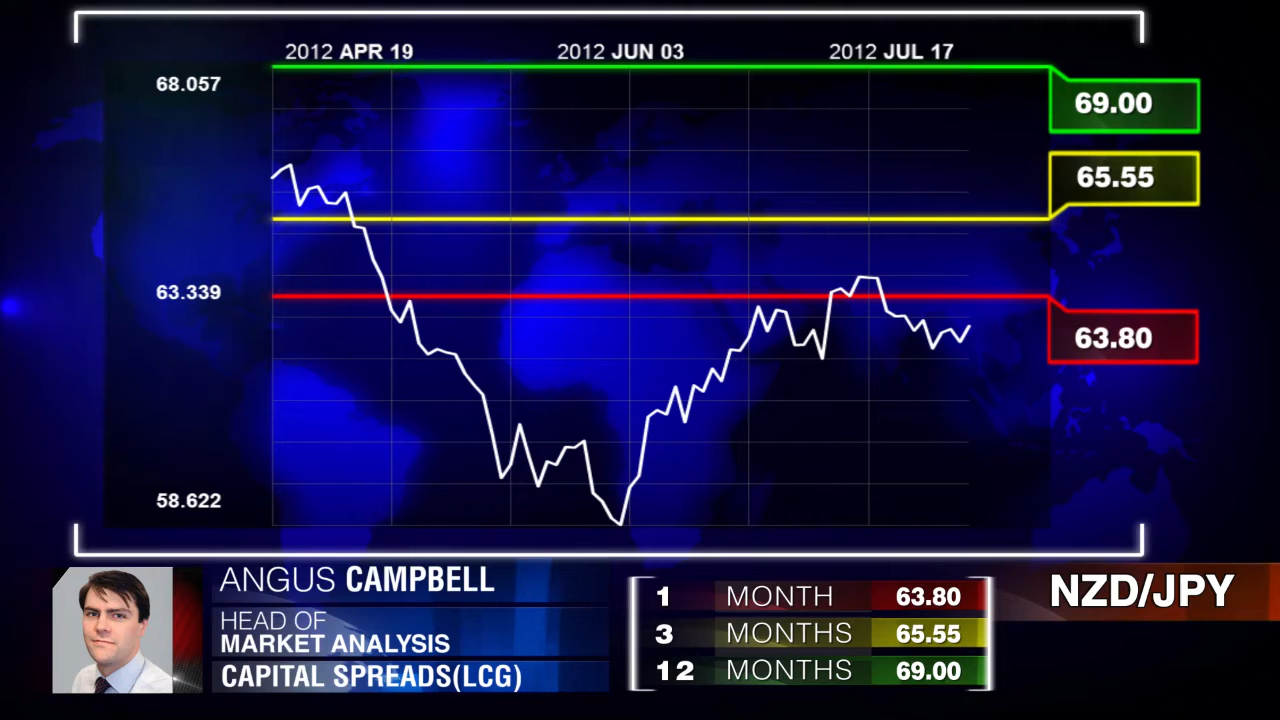 2012 APR 19 2012 JUN 03 2012 JUL 17
68.057
69.00
65.55
63.339
63.80
58.622
ANGUS CAMPBELL
HEAD OF
MARKET ANALYSIS
CAPITAL SPREADS(LCG)
1 MONTH 63.80
3 MONTHS 65.55
12 MONTHS 69.00
NZD/JPY